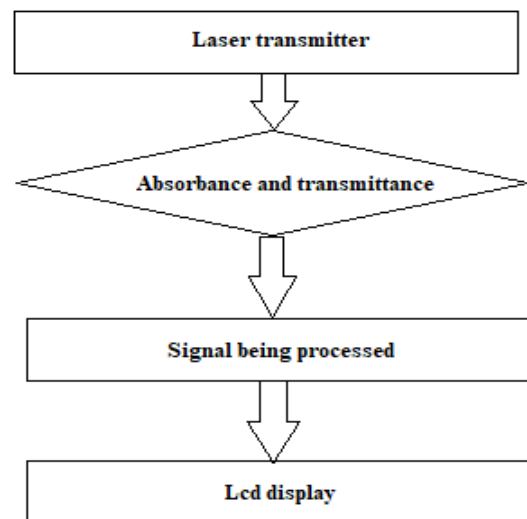 Laser transmitter
Absorbance and transmittance
Signal being processed
Lcd display